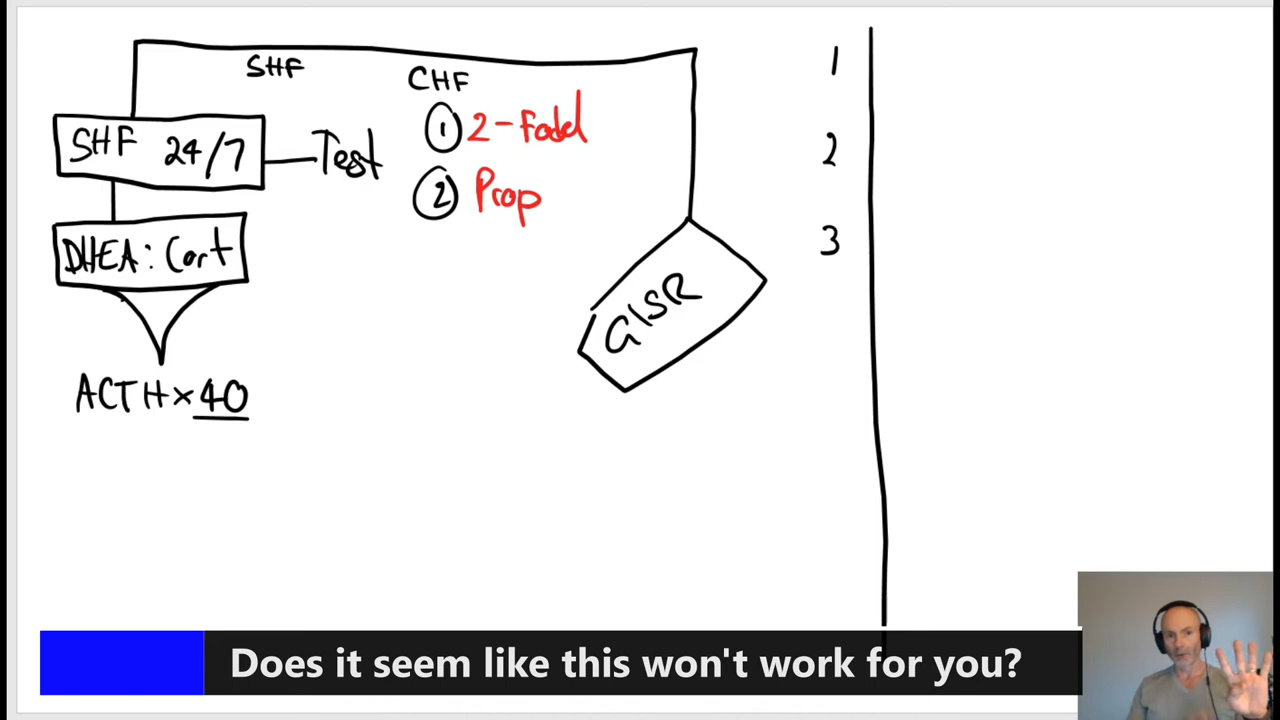 SHF
CHF
① 2-Fodel
② Prop
SHF 24/7
Test
DHEA: Cort
ACTH×40
GISR
1
2
3
Does it seem like this won't work for you?